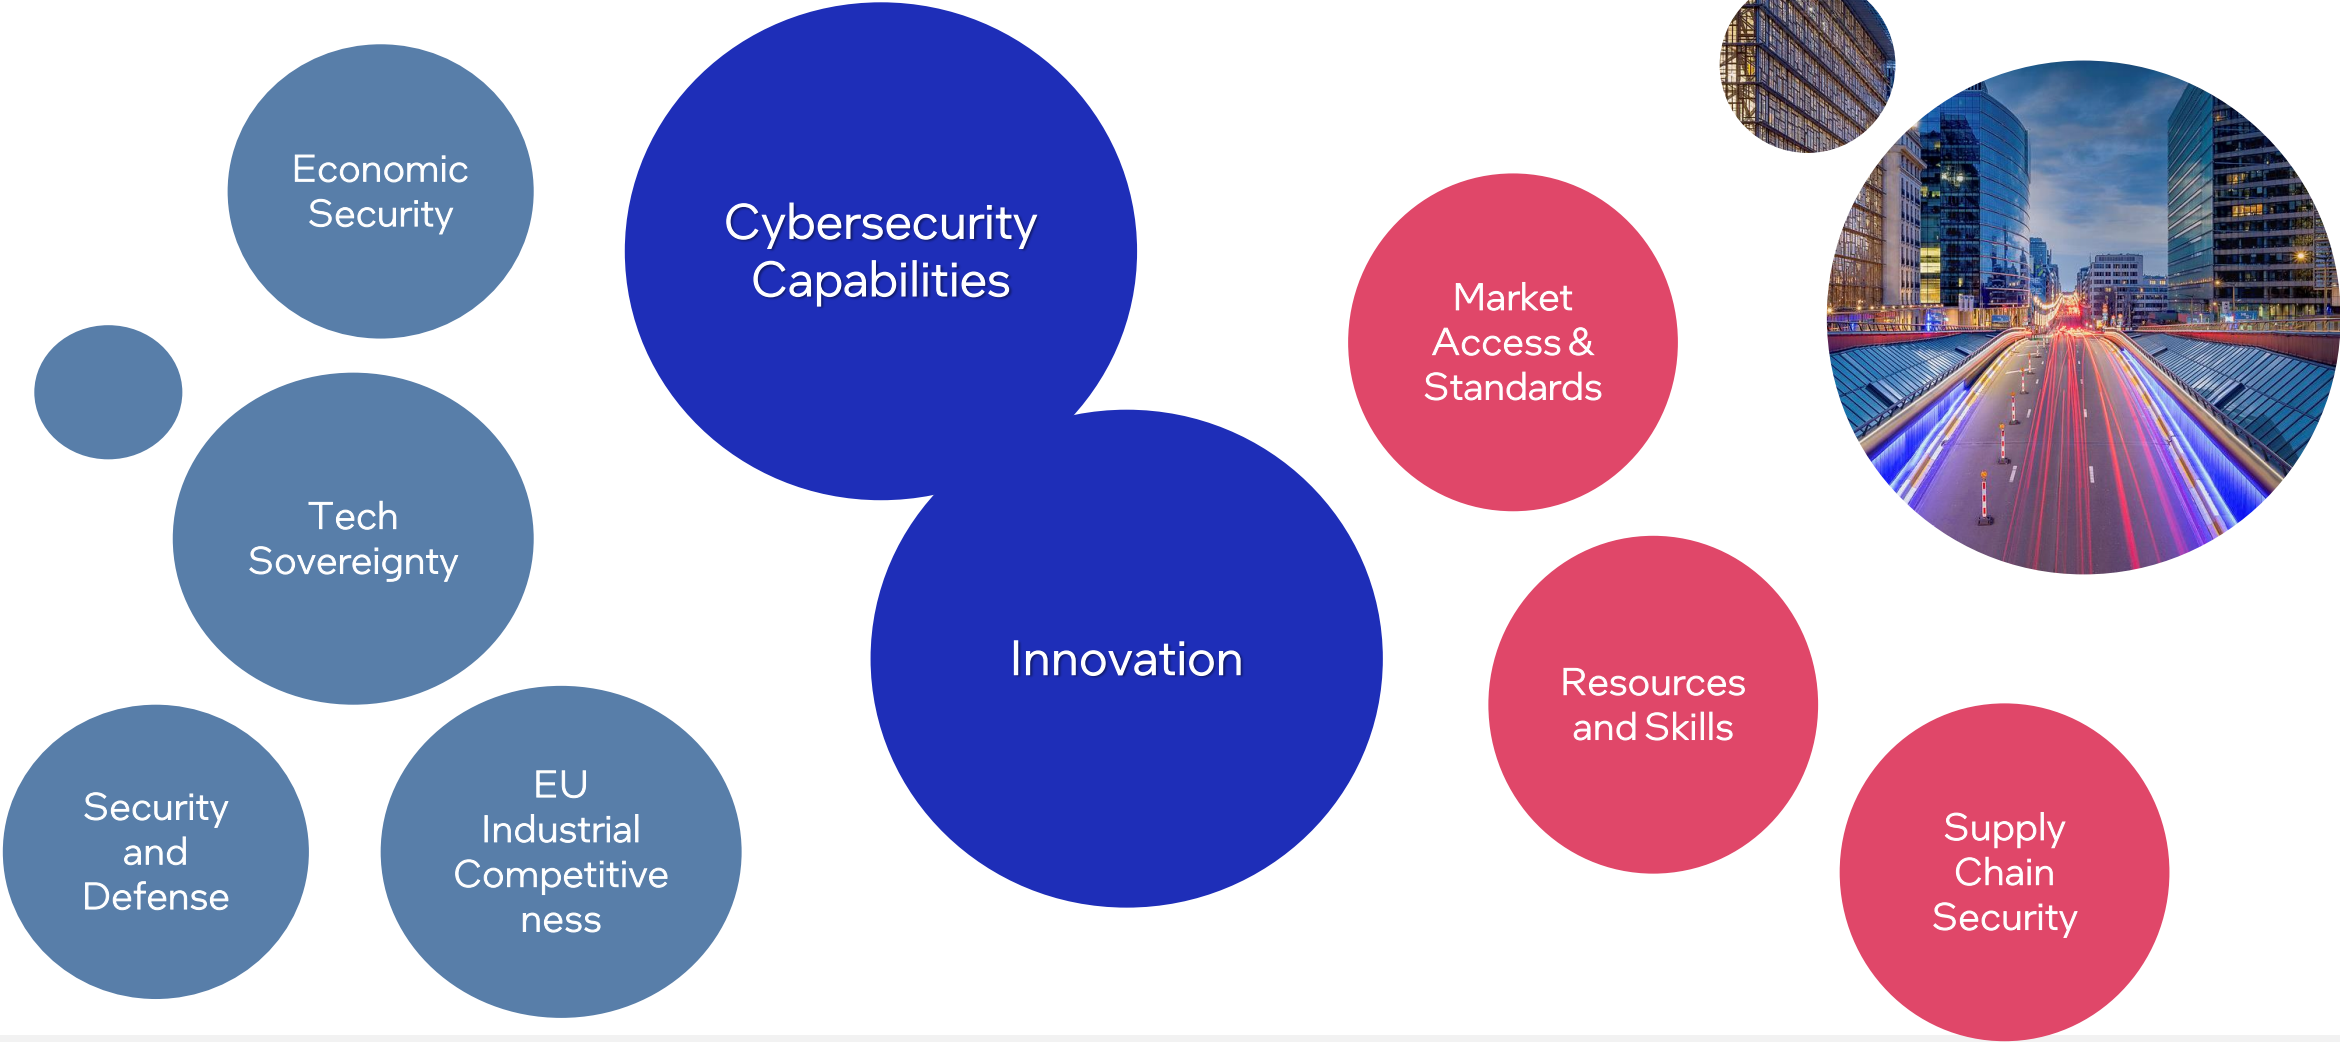 Economic
Security
Cybersecurity
Capabilities
Market
Access &
Standards
Tech
Sovereignty
Innovation
Resources
and Skills
Security
and
Defense
EU
Industrial
Competitive
ness
Supply
Chain
Security